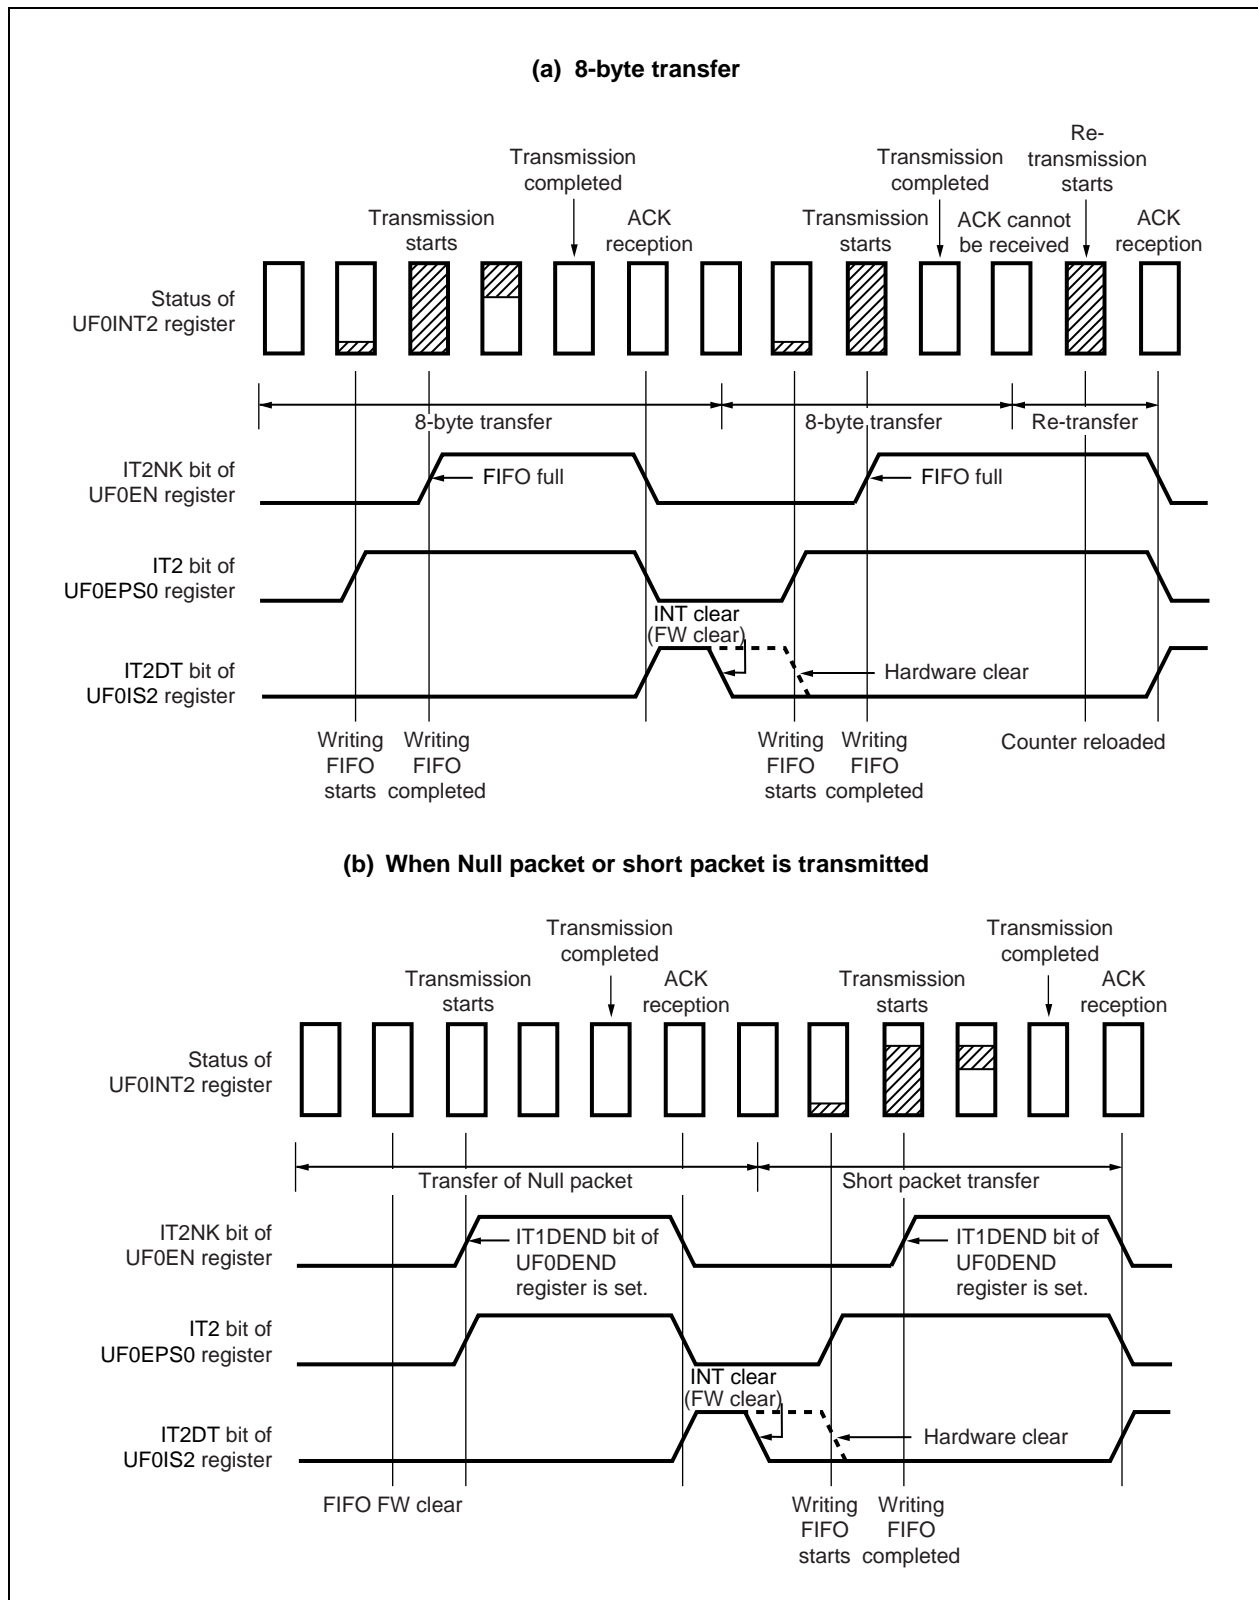 (a) 8-byte transfer
Re-
transmission
starts
Transmission
completed
Transmission
completed
Transmission
starts
ACK
reception
Transmission
starts
ACK cannot
be received
ACK
reception
Status of
UF0INT2 register
8-byte transfer
8-byte transfer
Re-transfer
IT2NK bit of
UF0EN register
FIFO full
FIFO full
IT2 bit of
UF0EPS0 register
INT clear
(FW clear)
IT2DT bit of
UF0IS2 register
Hardware clear
Writing
FIFO
starts
Writing
FIFO
completed
Writing
FIFO
starts
Writing
FIFO
completed
Counter reloaded
(b) When Null packet or short packet is transmitted
Transmission
completed
Transmission
completed
Transmission
starts
ACK
reception
Transmission
starts
ACK
reception
Status of
UF0INT2 register
Transfer of Null packet
Short packet transfer
IT2NK bit of
UF0EN register
IT1DEND bit of
UF0DEND
register is set.
IT1DEND bit of
UF0DEND
register is set.
IT2 bit of
UF0EPS0 register
INT clear
(FW clear)
IT2DT bit of
UF0IS2 register
Hardware clear
FIFO FW clear
Writing
FIFO
starts
Writing
FIFO
completed